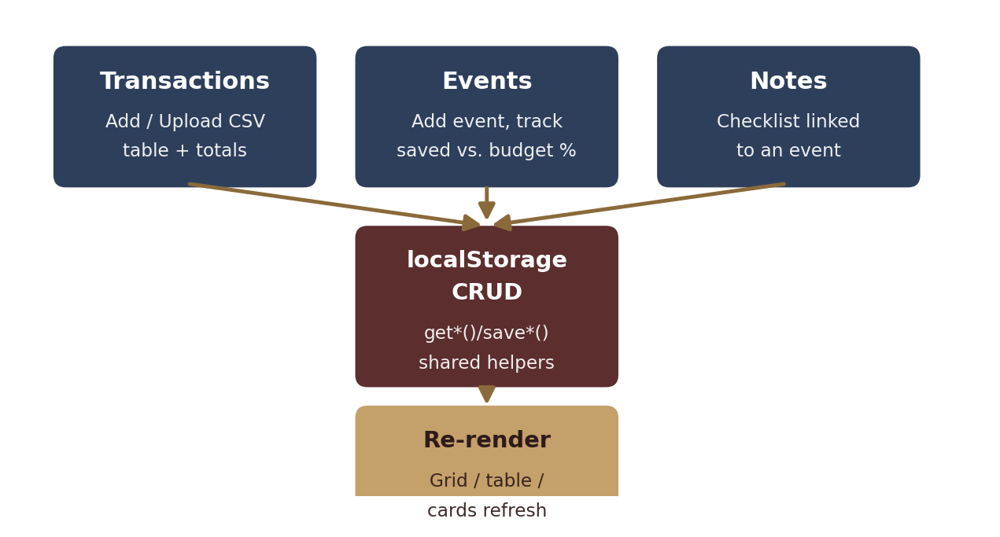 Transactions
Add / Upload CSV
table + totals
Events
Add event, track
saved vs. budget %
Notes
Checklist linked
to an event
localStorage
CRUD
get*()/save*()
shared helpers
Re-render
Grid / table /
cards refresh